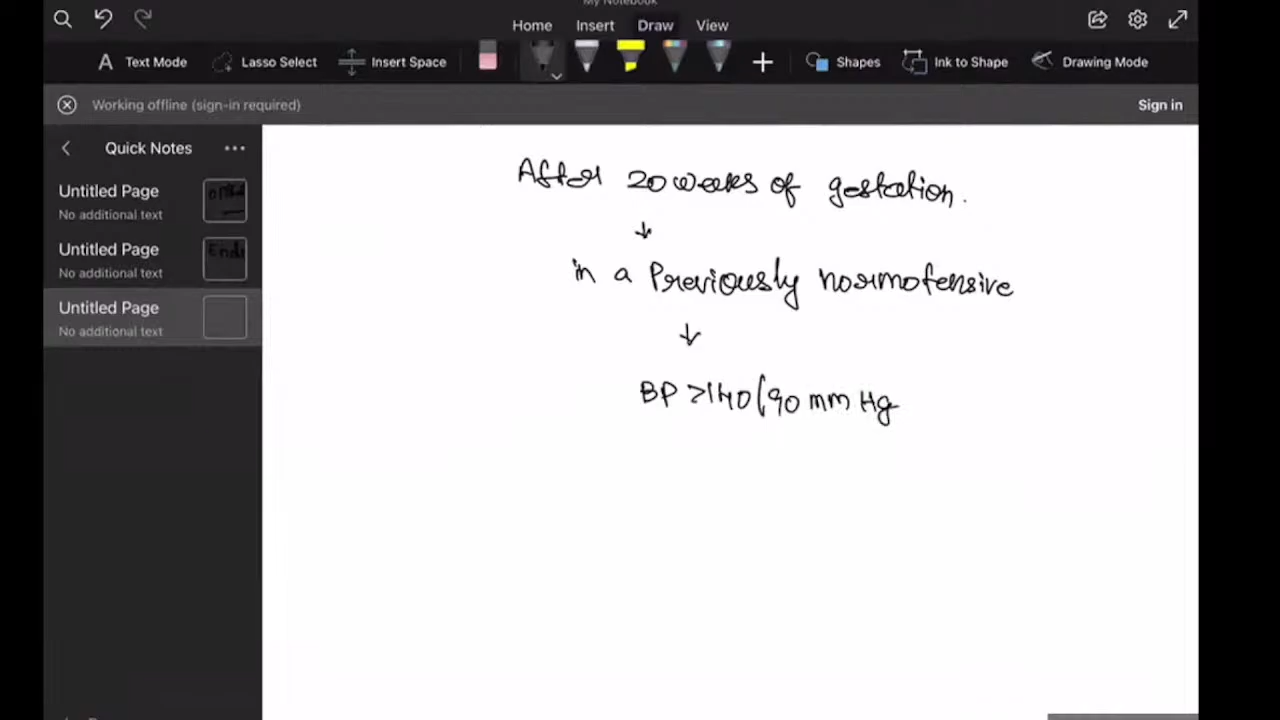 My Notebook
Home Insert Draw View
Text Mode Lasso Select Insert Space Shapes Ink to Shape Drawing Mode
Working offline (sign-in required) Sign in
Quick Notes
Untitled Page
No additional text
Untitled Page
No additional text
Untitled Page
No additional text
After 20 weeks of gestation.
↓
in a Previously normotensive
↓
BP >140/90 mm Hg